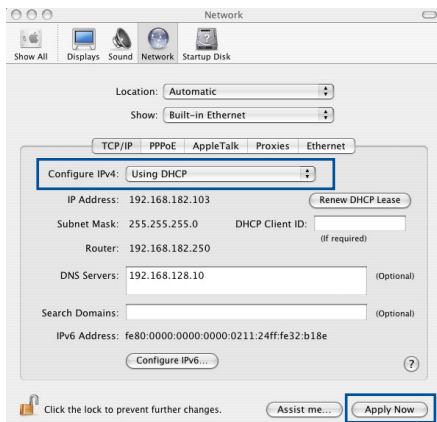 Network
Show All Displays Sound Network Startup Disk
Location: Automatic
Show: Built-in Ethernet
TCP/IP PPPoE AppleTalk Proxies Ethernet
Configure IPv4: Using DHCP
IP Address: 192.168.182.103 Renew DHCP Lease
Subnet Mask: 255.255.255.0 DHCP Client ID:
(If required)
Router: 192.168.182.250
DNS Servers: 192.168.128.10 (Optional)
Search Domains: (Optional)
IPv6 Address: fe80:0000:0000:0000:0211:24ff:fe32:b18e
Configure IPv6... ?
Click the lock to prevent further changes. Assist me... Apply Now